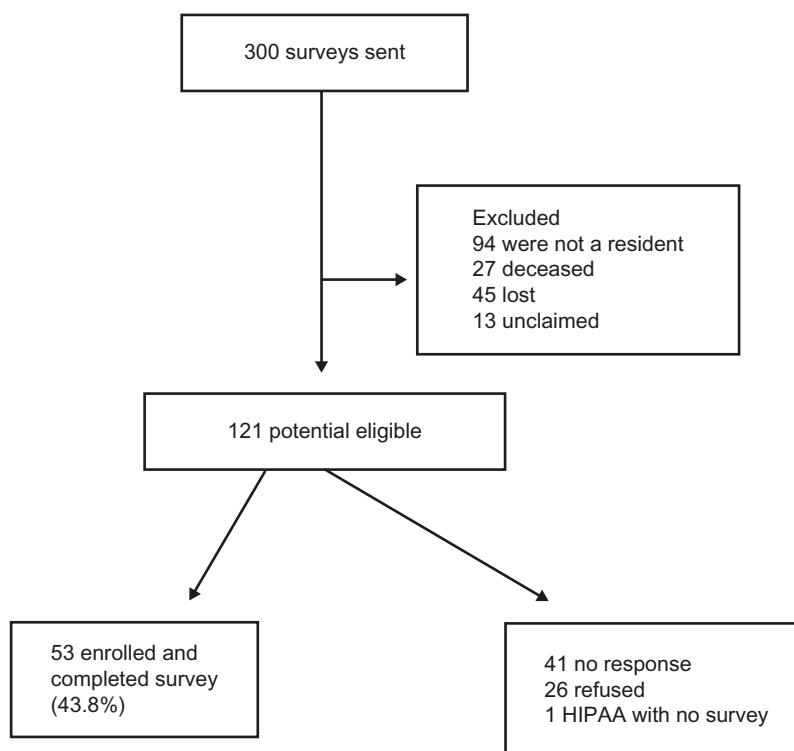 300 surveys sent
Excluded
94 were not a resident
27 deceased
45 lost
13 unclaimed
121 potential eligible
53 enrolled and
completed survey
(43.8%)
41 no response
26 refused
1 HIPAA with no survey